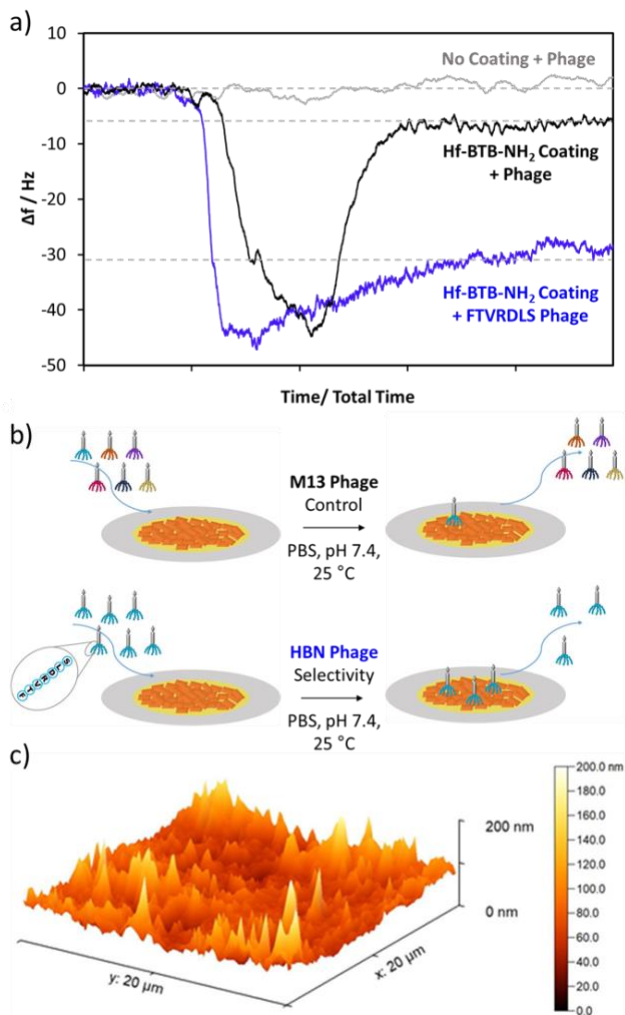 a)
10
0
-10
-20
-30
-40
-50
Δf / Hz
No Coating + Phage
Hf-BTB-NH₂ Coating
+ Phage
Hf-BTB-NH₂ Coating
+ FTVRDLS Phage
Time/ Total Time
b)
M13 Phage
Control
PBS, pH 7.4,
25 °C
HBN Phage
Selectivity
PBS, pH 7.4,
25 °C
c)
200 nm
0 nm
y: 20 µm
x: 20 µm
200.0 nm
180.0
160.0
140.0
120.0
100.0
80.0
60.0
40.0
20.0
0.0